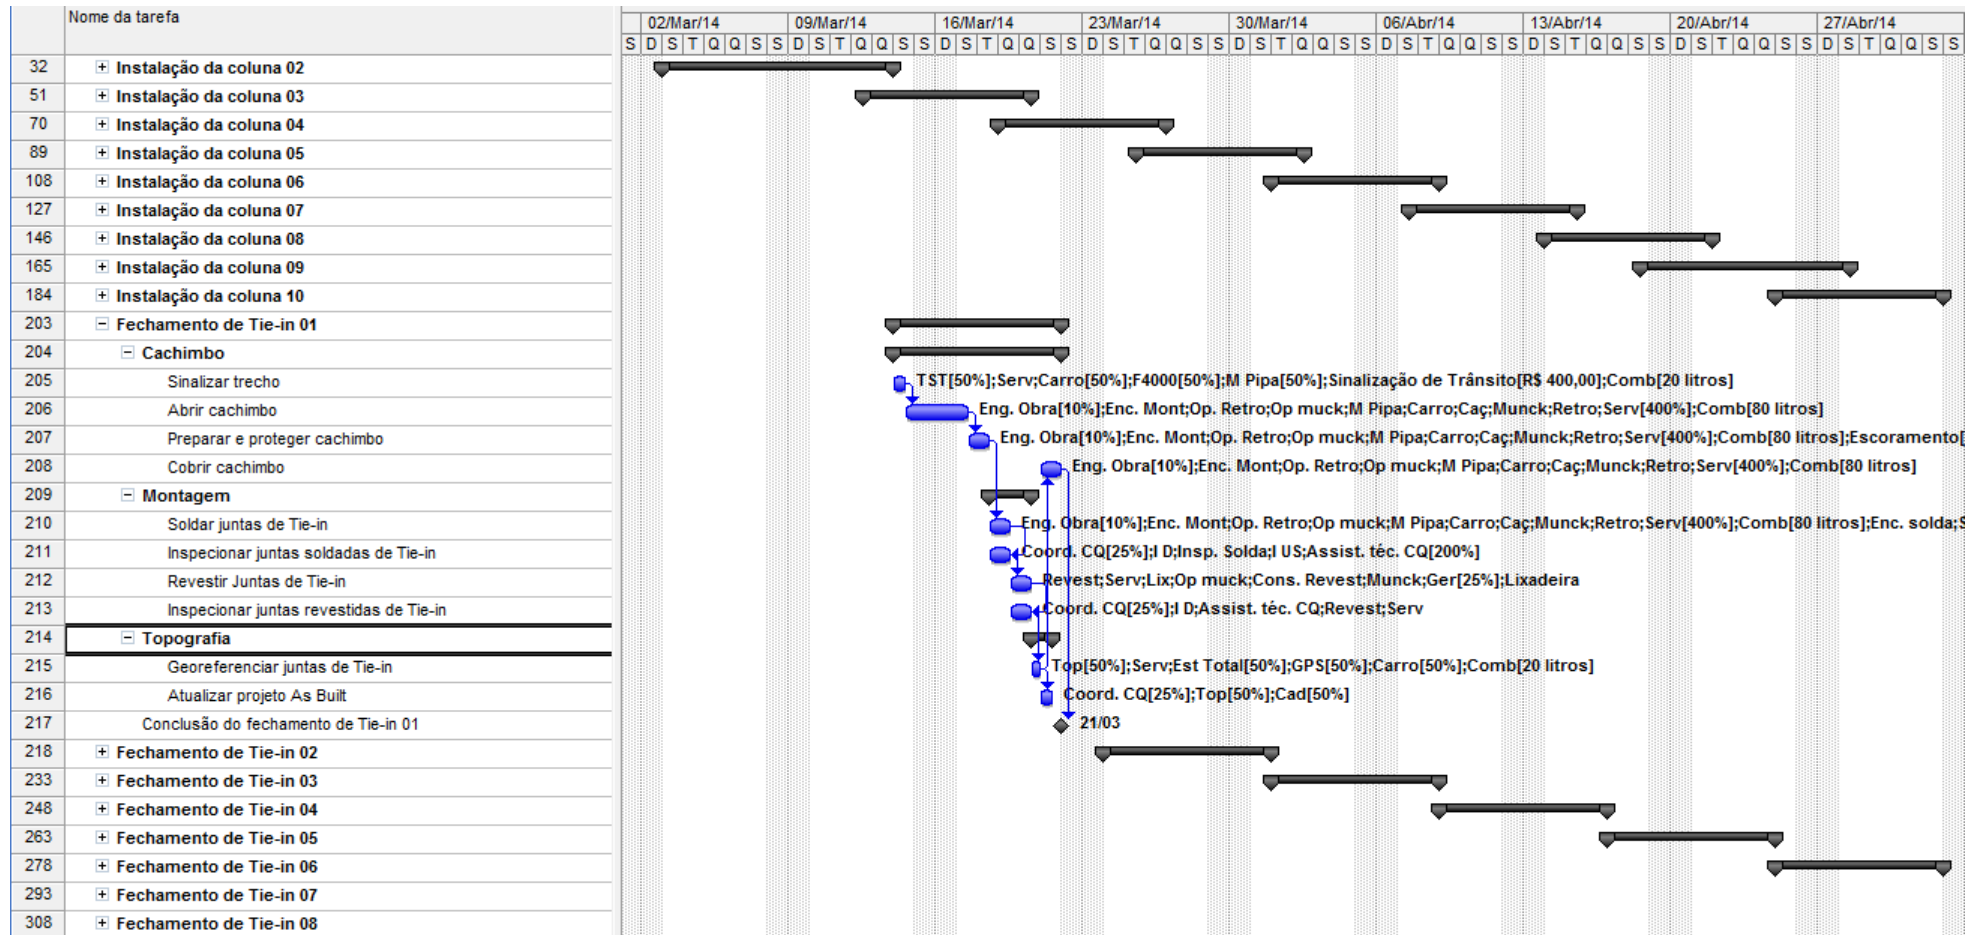 Nome da tarefa
02/Mar/14 09/Mar/14 16/Mar/14 23/Mar/14 30/Mar/14 06/Abr/14 13/Abr/14 20/Abr/14 27/Abr/14
S D S T Q Q S S D S T Q Q S S D S T Q Q S S D S T Q Q S S D S T Q Q S S D S T Q Q S S D S T Q Q S S D S T Q Q S S D S T Q Q S S
32 Instalação da coluna 02
51 Instalação da coluna 03
70 Instalação da coluna 04
89 Instalação da coluna 05
108 Instalação da coluna 06
127 Instalação da coluna 07
146 Instalação da coluna 08
165 Instalação da coluna 09
184 Instalação da coluna 10
203 Fechamento de Tie-in 01
204 Cachimbo
205 Sinalizar trecho TST[50%];Serv;Carro[50%];F4000[50%];M Pipa[50%];Sinalização de Trânsito[R$ 400,00];Comb[20 litros]
206 Abrir cachimbo Eng. Obra[10%];Enc. Mont;Op. Retro;Op muck;M Pipa;Carro;Caç;Munck;Retro;Serv[400%];Comb[80 litros]
207 Preparar e proteger cachimbo Eng. Obra[10%];Enc. Mont;Op. Retro;Op muck;M Pipa;Carro;Caç;Munck;Retro;Serv[400%];Comb[80 litros];Escoramento[
208 Cobrir cachimbo Eng. Obra[10%];Enc. Mont;Op. Retro;Op muck;M Pipa;Carro;Caç;Munck;Retro;Serv[400%];Comb[80 litros]
209 Montagem
210 Soldar juntas de Tie-in Eng. Obra[10%];Enc. Mont;Op. Retro;Op muck;M Pipa;Carro;Caç;Munck;Retro;Serv[400%];Comb[80 litros];Enc. solda;S
211 Inspecionar juntas soldadas de Tie-in Coord. CQ[25%];I D;Insp. Solda;I US;Assist. téc. CQ[200%]
212 Revestir Juntas de Tie-in Revest;Serv;Lix;Op muck;Cons. Revest;Munck;Ger[25%];Lixadeira
213 Inspecionar juntas revestidas de Tie-in Coord. CQ[25%];I D;Assist. téc. CQ;Revest;Serv
214 Topografia
215 Georeferenciar juntas de Tie-in Top[50%];Serv;Est Total[50%];GPS[50%];Carro[50%];Comb[20 litros]
216 Atualizar projeto As Built Coord. CQ[25%];Top[50%];Cad[50%]
217 Conclusão do fechamento de Tie-in 01 21/03
218 Fechamento de Tie-in 02
233 Fechamento de Tie-in 03
248 Fechamento de Tie-in 04
263 Fechamento de Tie-in 05
278 Fechamento de Tie-in 06
293 Fechamento de Tie-in 07
308 Fechamento de Tie-in 08